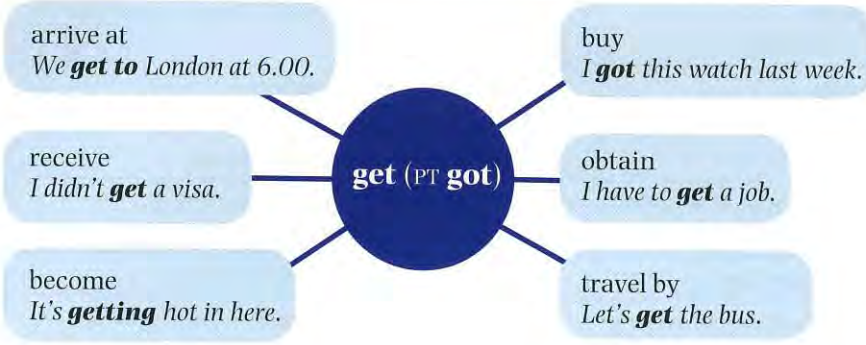 arrive at
We get to London at 6.00.
buy
I got this watch last week.
receive
I didn't get a visa.
get (PT got)
obtain
I have to get a job.
become
It's getting hot in here.
travel by
Let's get the bus.